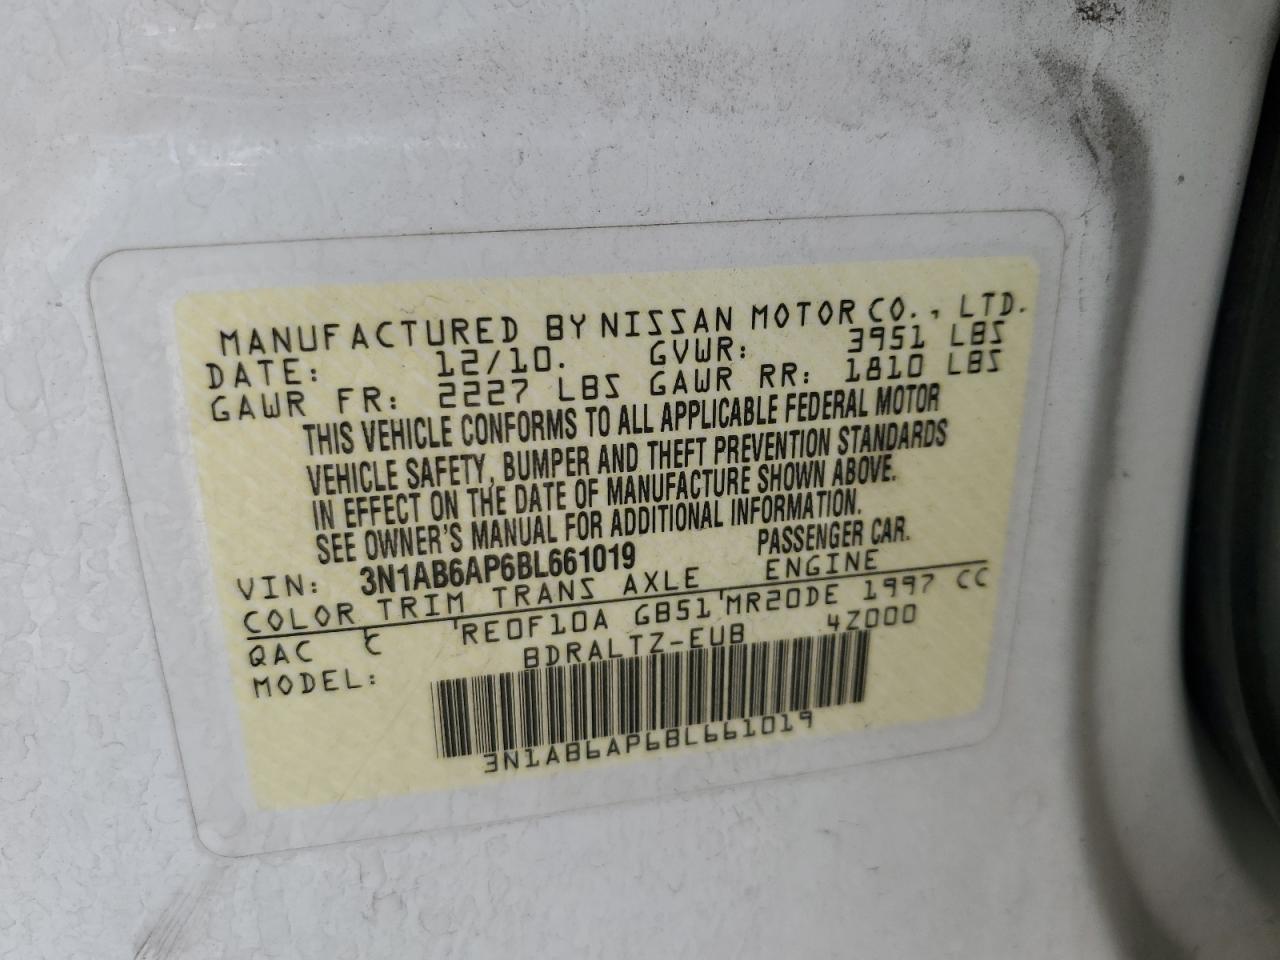 MANUFACTURED BY NISSAN MOTOR CO., LTD.
DATE: 12/10. GVWR: 3951 LBS
GAWR FR: 2227 LBS GAWR RR: 1810 LBS
THIS VEHICLE CONFORMS TO ALL APPLICABLE FEDERAL MOTOR
VEHICLE SAFETY, BUMPER AND THEFT PREVENTION STANDARDS
IN EFFECT ON THE DATE OF MANUFACTURE SHOWN ABOVE.
SEE OWNER'S MANUAL FOR ADDITIONAL INFORMATION.
VIN: 3N1AB6AP6BL661019 PASSENGER CAR.
COLOR TRIM TRANS AXLE ENGINE
QAC C RE0F10A GB51 MR20DE 1997 CC
MODEL: BDRALTZ-EUB 4Z000
3N1AB6AP6BL661019